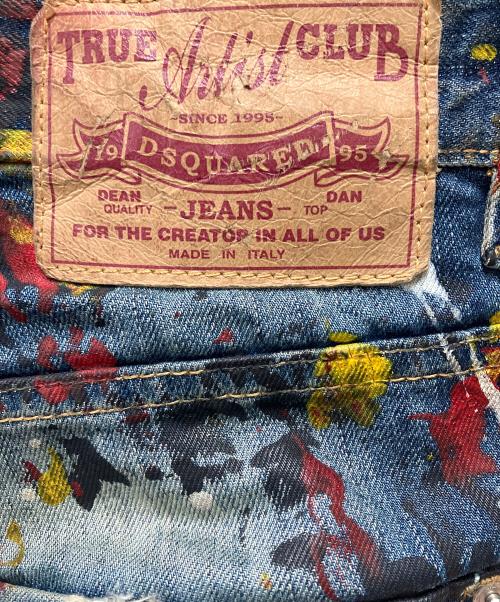 TRUE Artist CLUB
-SINCE 1995-
19 DSQUARED2 95
DEAN DAN
QUALITY -JEANS- TOP
FOR THE CREATOR IN ALL OF US
MADE IN ITALY